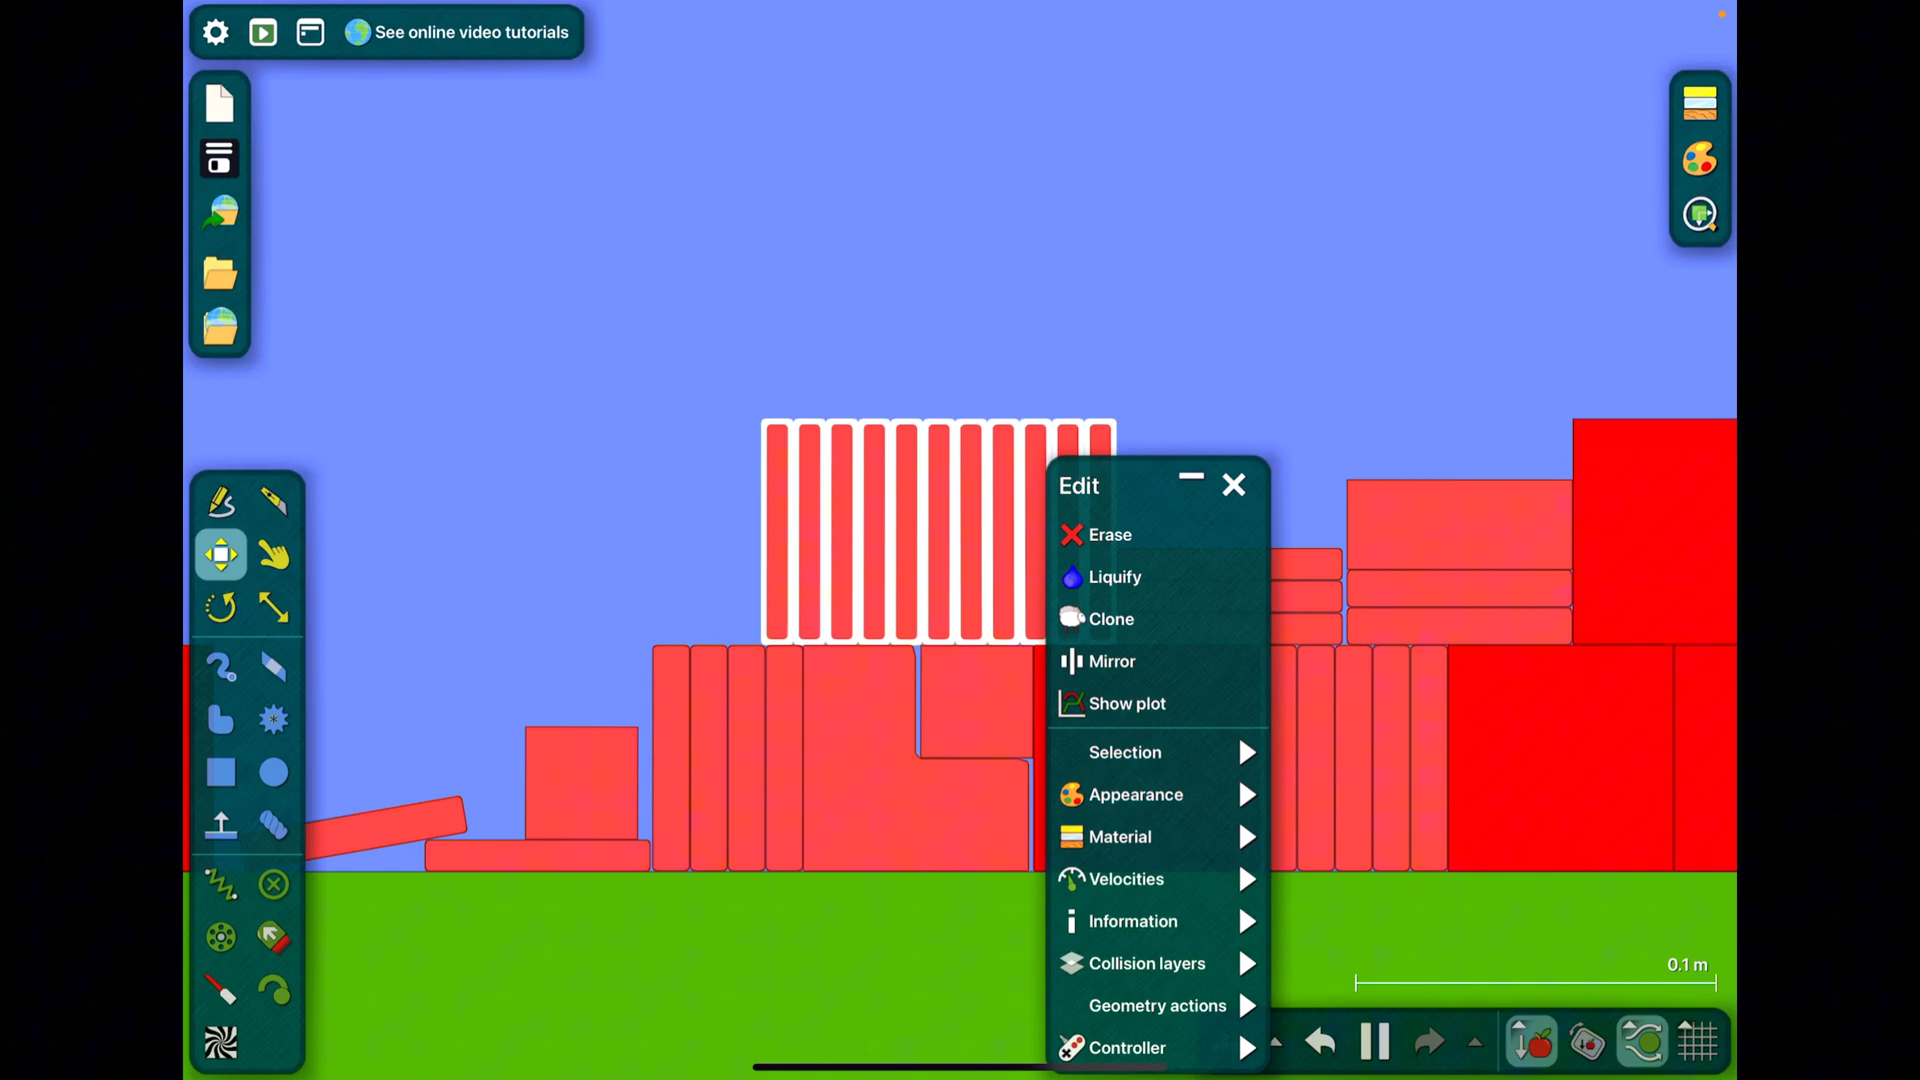 See online video tutorials
Edit
Erase
Liquify
Clone
Mirror
Show plot
Selection
Appearance
Material
Velocities
Information
Collision layers
Geometry actions
Controller
0.1 m